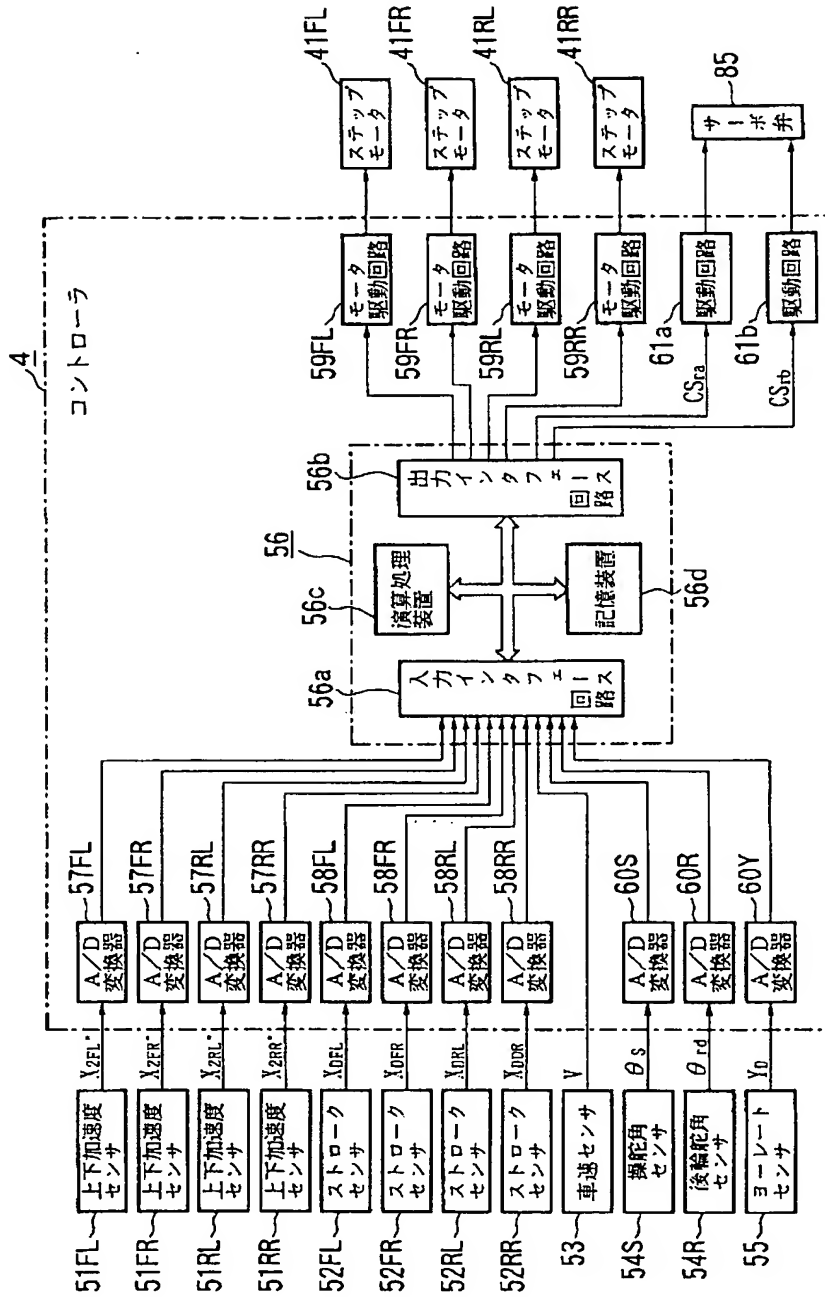 4
コントローラ
51FL
上下加速度
センサ
X2FL¨
57FL
A/D
変換器
51FR
上下加速度
センサ
X2FR¨
57FR
A/D
変換器
51RL
上下加速度
センサ
X2RL¨
57RL
A/D
変換器
51RR
上下加速度
センサ
X2RR¨
57RR
A/D
変換器
52FL
ストローク
センサ
XDFL
58FL
A/D
変換器
52FR
ストローク
センサ
XDFR
58FR
A/D
変換器
52RL
ストローク
センサ
XDRL
58RL
A/D
変換器
52RR
ストローク
センサ
XDDR
58RR
A/D
変換器
53
車速センサ
V
54S
操舵角
センサ
θs
60S
A/D
変換器
54R
後輪舵角
センサ
θrd
60R
A/D
変換器
55
ヨーレート
センサ
YD
60Y
A/D
変換器
56
56a
入力インタフェース
回路
56c
演算処理
装置
56d
記憶装置
56b
出力インタフェース
回路
59FL
モータ
駆動回路
59FR
モータ
駆動回路
59RL
モータ
駆動回路
59RR
モータ
駆動回路
CSra
61a
駆動回路
CSrb
61b
駆動回路
41FL
ステップ
モータ
41FR
ステップ
モータ
41RL
ステップ
モータ
41RR
ステップ
モータ
85
サーボ弁